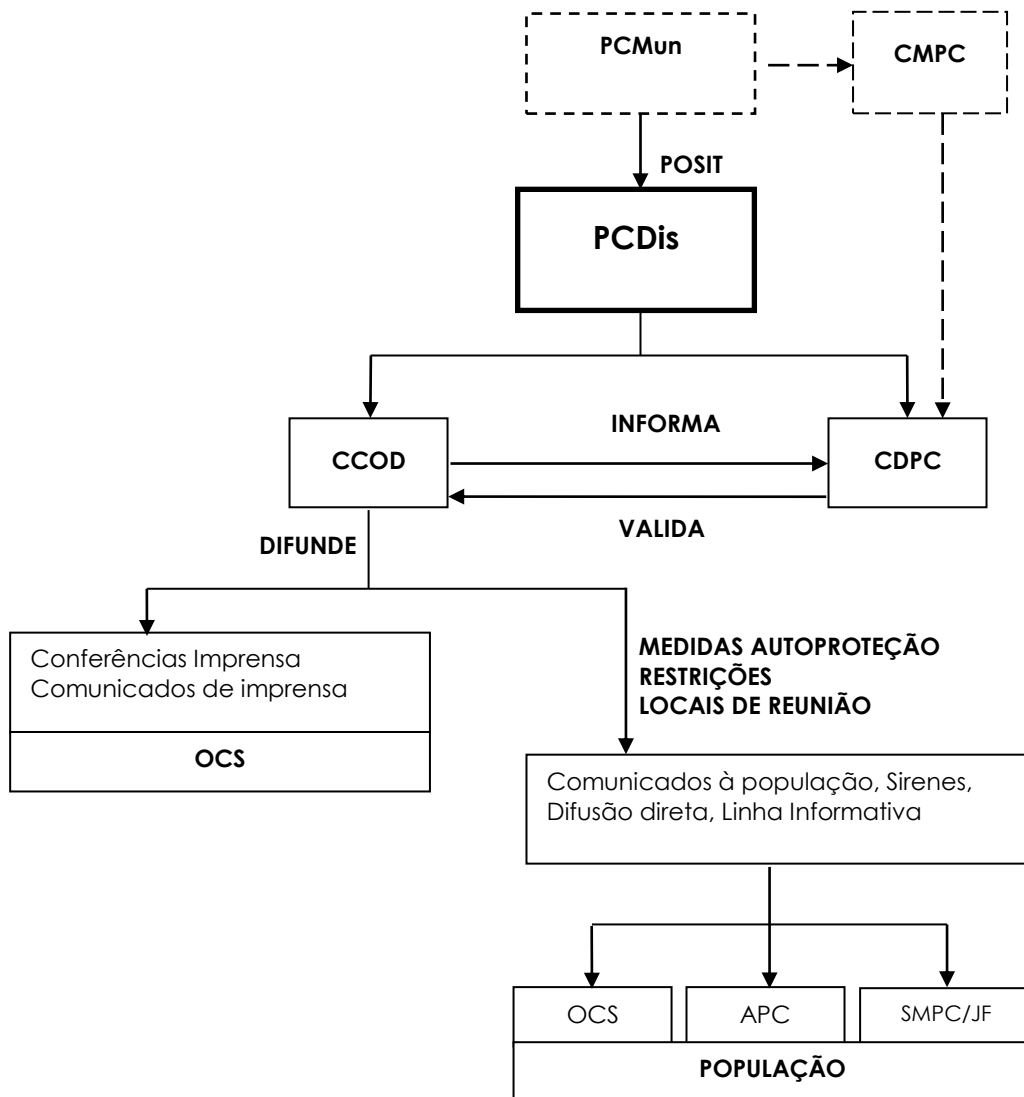 PCMun
CMPC
POSIT
PCDis
INFORMA
CCOD
CDPC
VALIDA
DIFUNDE
Conferências Imprensa
Comunicados de imprensa
OCS
MEDIDAS AUTOPROTEÇÃO
RESTRIÇÕES
LOCAIS DE REUNIÃO
Comunicados à população, Sirenes,
Difusão direta, Linha Informativa
OCS
APC
SMPC/JF
POPULAÇÃO